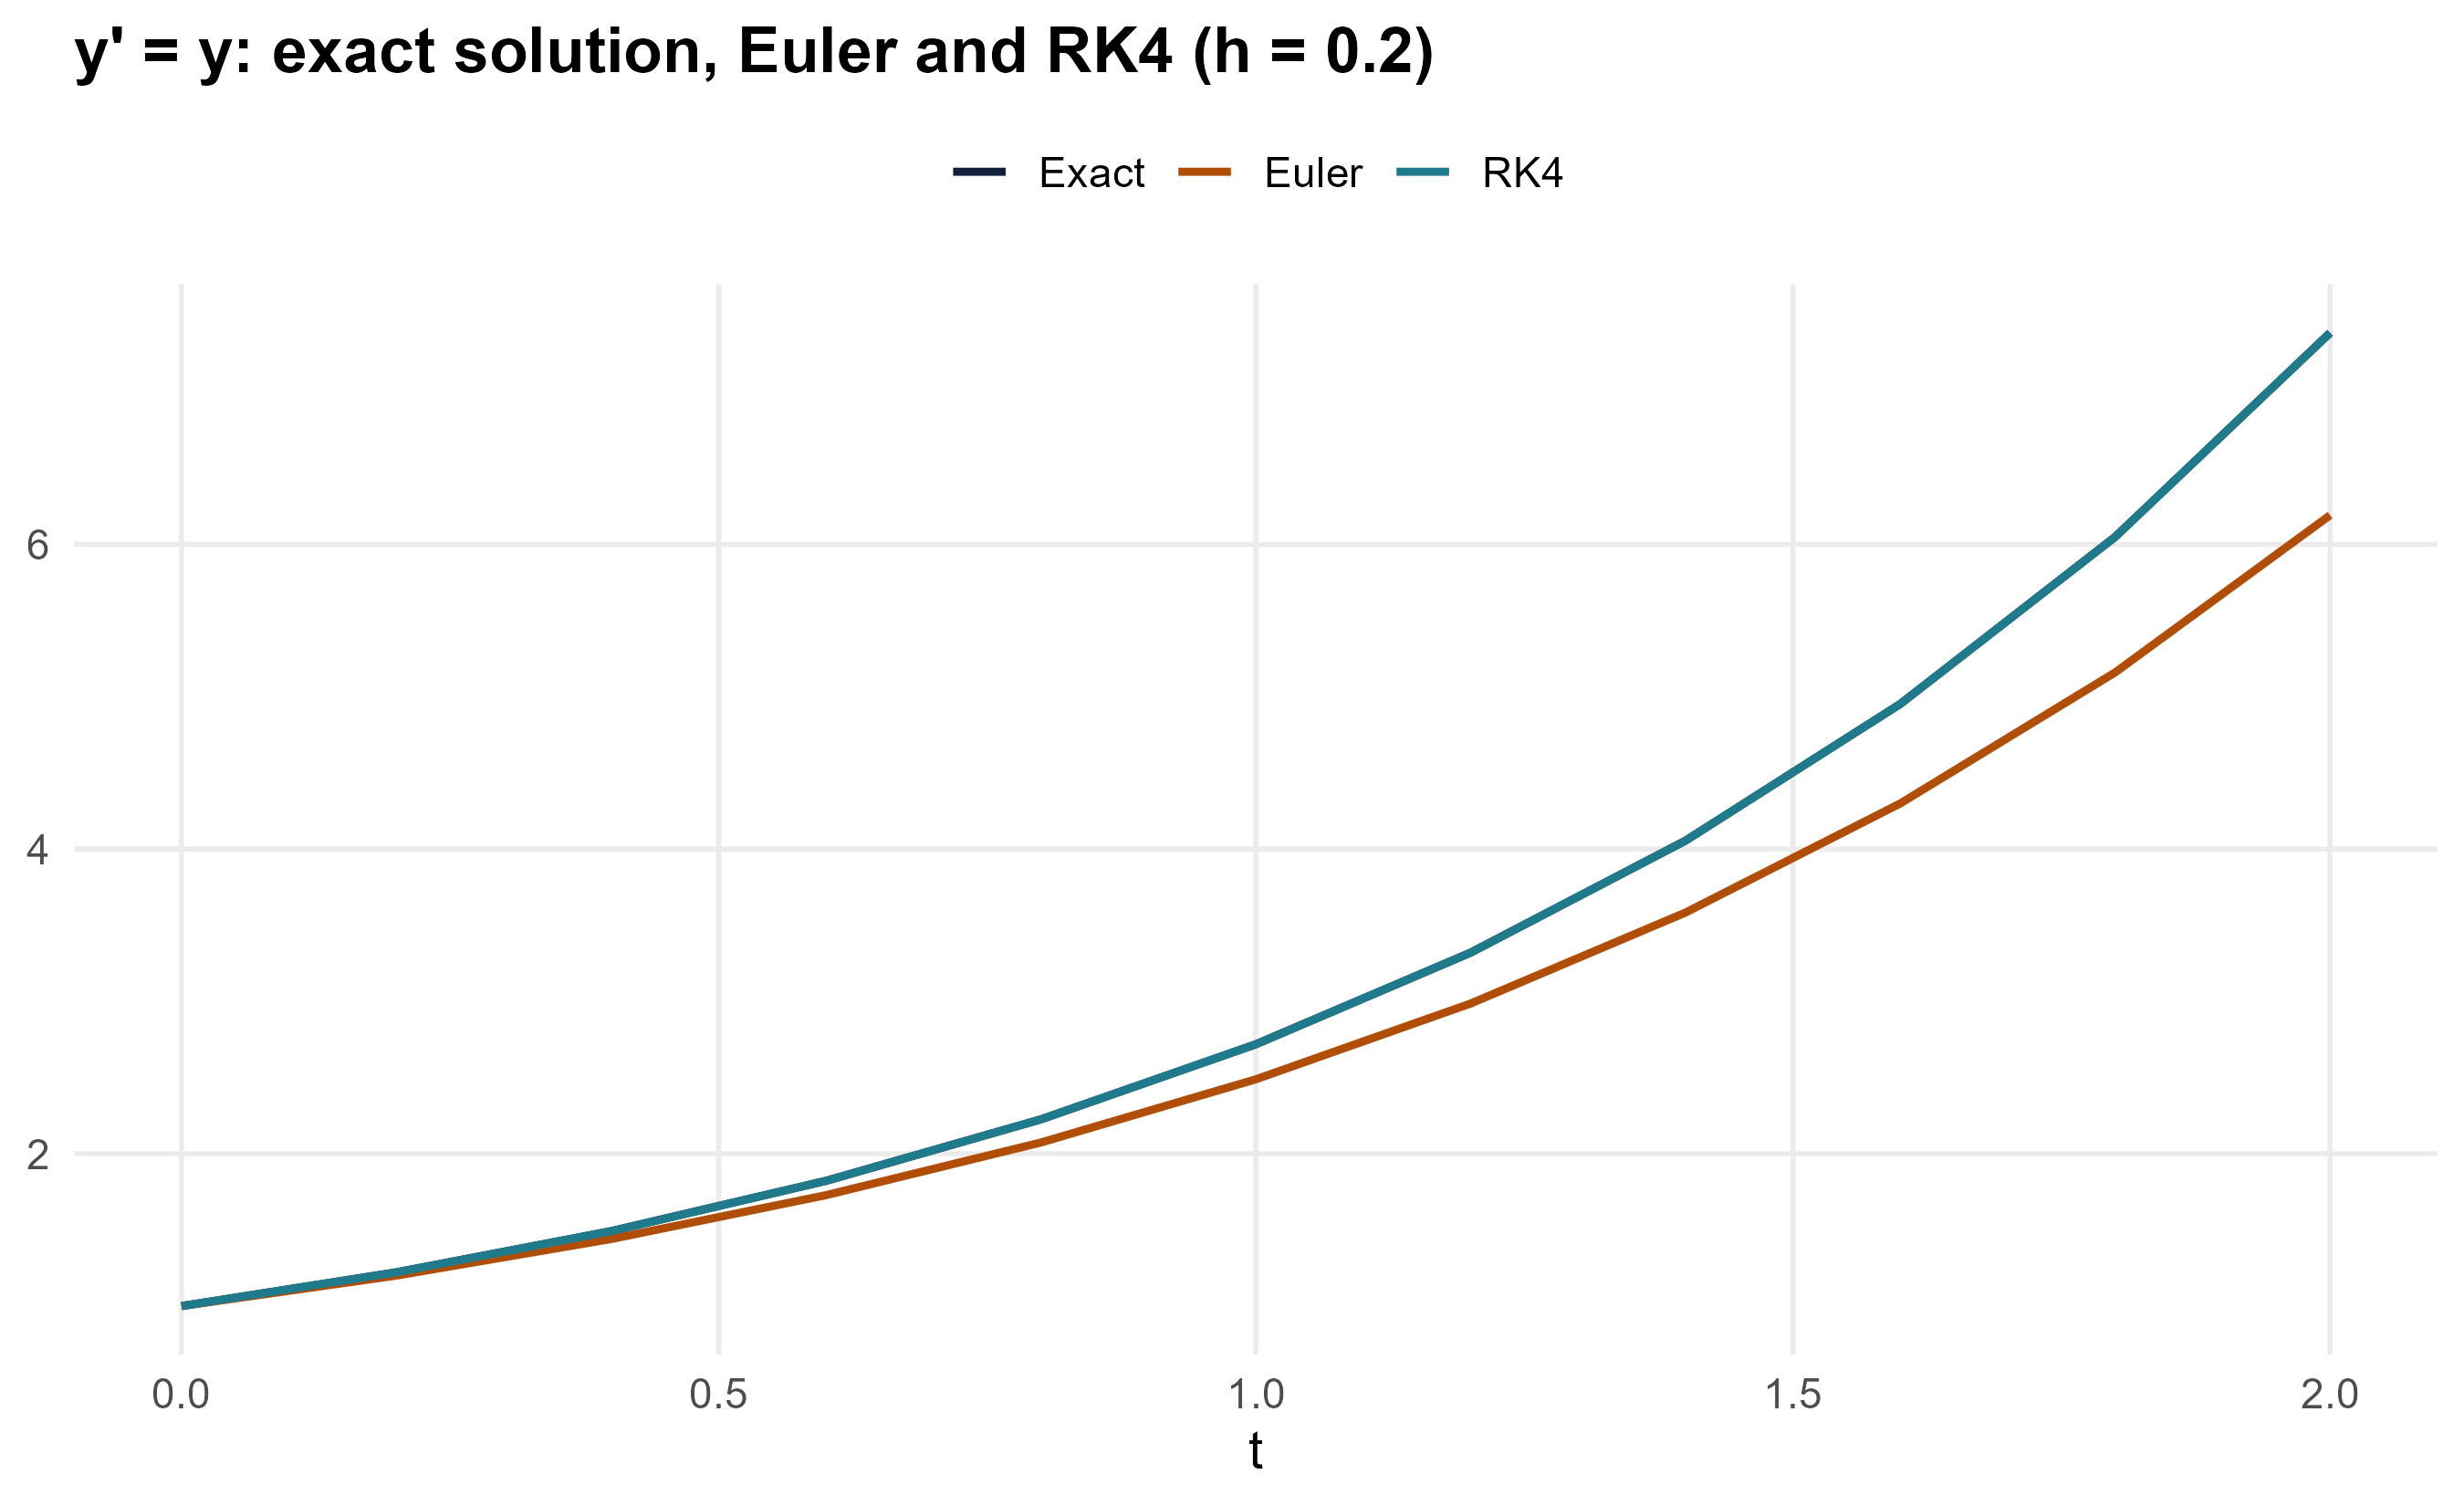 y' = y: exact solution, Euler and RK4 (h = 0.2)
Exact Euler RK4
6
4
2
0.0 0.5 1.0 1.5 2.0
t